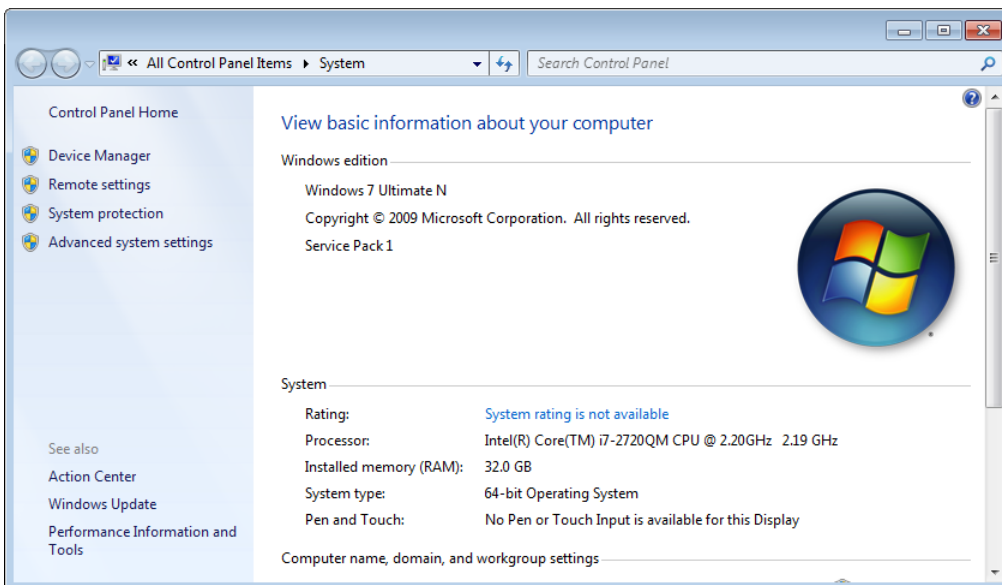 « All Control Panel Items ▸ System
Search Control Panel
Control Panel Home
Device Manager
Remote settings
System protection
Advanced system settings
See also
Action Center
Windows Update
Performance Information and
Tools
View basic information about your computer
Windows edition
Windows 7 Ultimate N
Copyright © 2009 Microsoft Corporation. All rights reserved.
Service Pack 1
System
Rating: System rating is not available
Processor: Intel(R) Core(TM) i7-2720QM CPU @ 2.20GHz 2.19 GHz
Installed memory (RAM): 32.0 GB
System type: 64-bit Operating System
Pen and Touch: No Pen or Touch Input is available for this Display
Computer name, domain, and workgroup settings